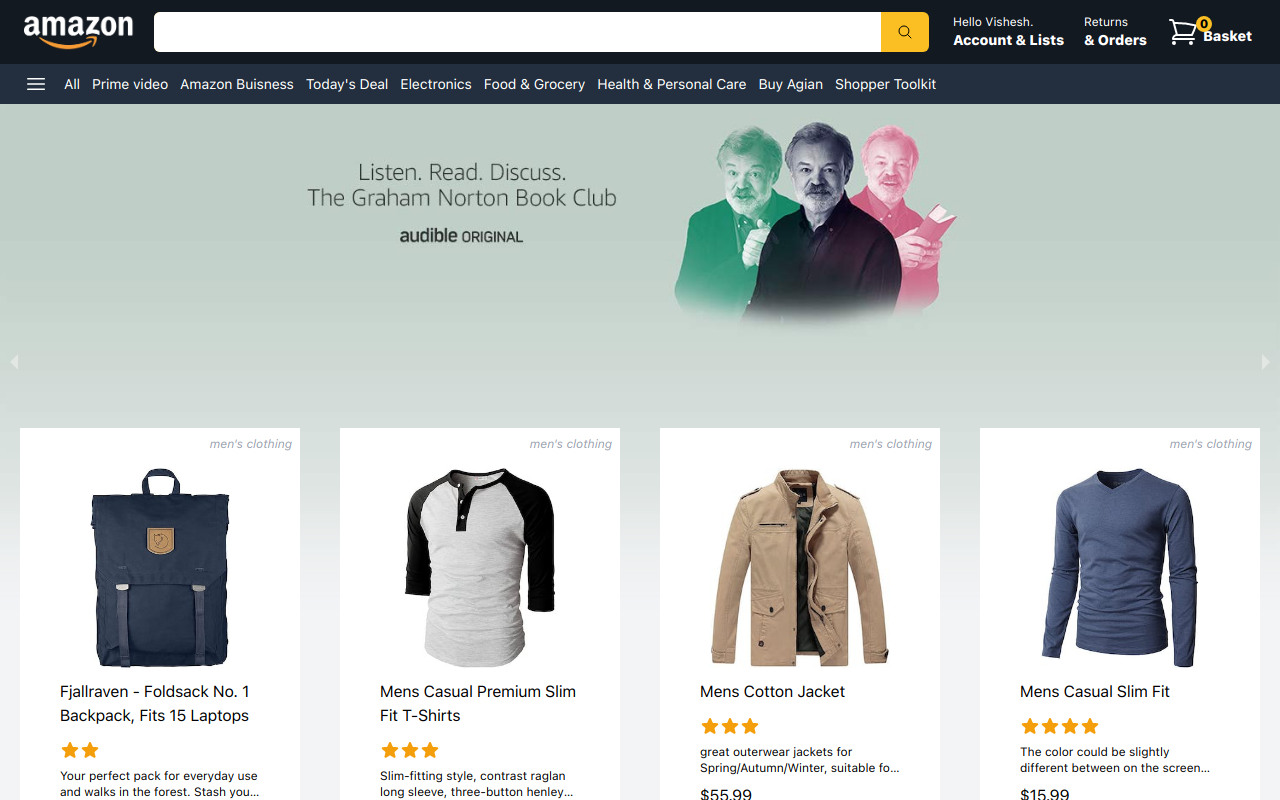 amazon
Hello Vishesh.
Account & Lists
Returns
& Orders
0
Basket
All Prime video Amazon Buisness Today's Deal Electronics Food & Grocery Health & Personal Care Buy Agian Shopper Toolkit
Listen. Read. Discuss.
The Graham Norton Book Club
audible ORIGINAL
men's clothing
Fjallraven - Foldsack No. 1
Backpack, Fits 15 Laptops
Your perfect pack for everyday use
and walks in the forest. Stash you...
men's clothing
Mens Casual Premium Slim
Fit T-Shirts
Slim-fitting style, contrast raglan
long sleeve, three-button henley...
men's clothing
Mens Cotton Jacket
great outerwear jackets for
Spring/Autumn/Winter, suitable fo...
$55.99
men's clothing
Mens Casual Slim Fit
The color could be slightly
different between on the screen...
$15.99